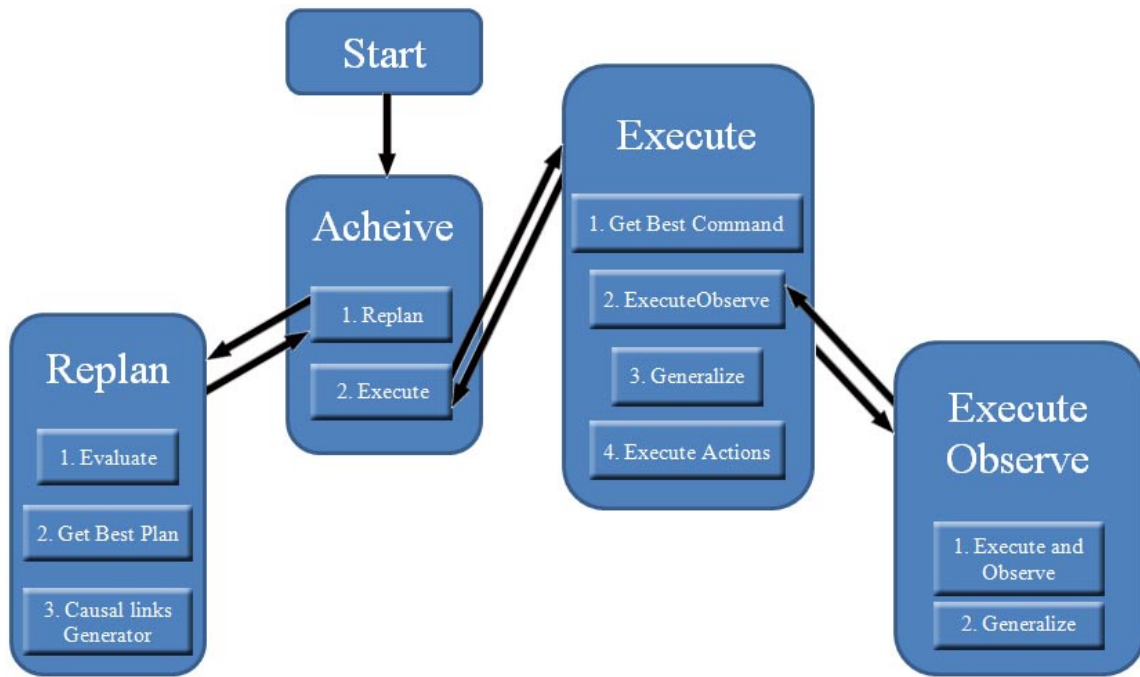 Start
Acheive
1. Replan
2. Execute
Replan
1. Evaluate
2. Get Best Plan
3. Causal links
Generator
Execute
1. Get Best Command
2. ExecuteObserve
3. Generalize
4. Execute Actions
Execute
Observe
1. Execute and
Observe
2. Generalize